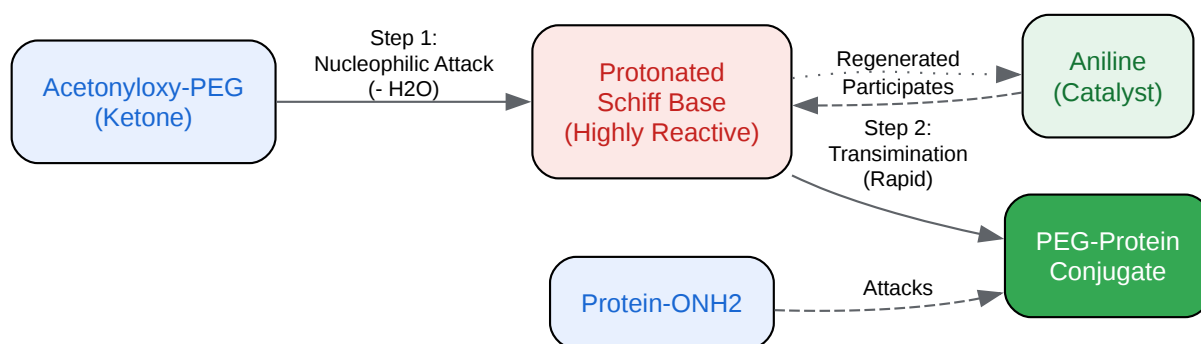 Acetonyloxy-PEG
(Ketone)
Step 1:
Nucleophilic Attack
(- H2O)
Protonated
Schiff Base
(Highly Reactive)
Regenerated
Participates
Aniline
(Catalyst)
Step 2:
Transimination
(Rapid)
Protein-ONH2
Attacks
PEG-Protein
Conjugate